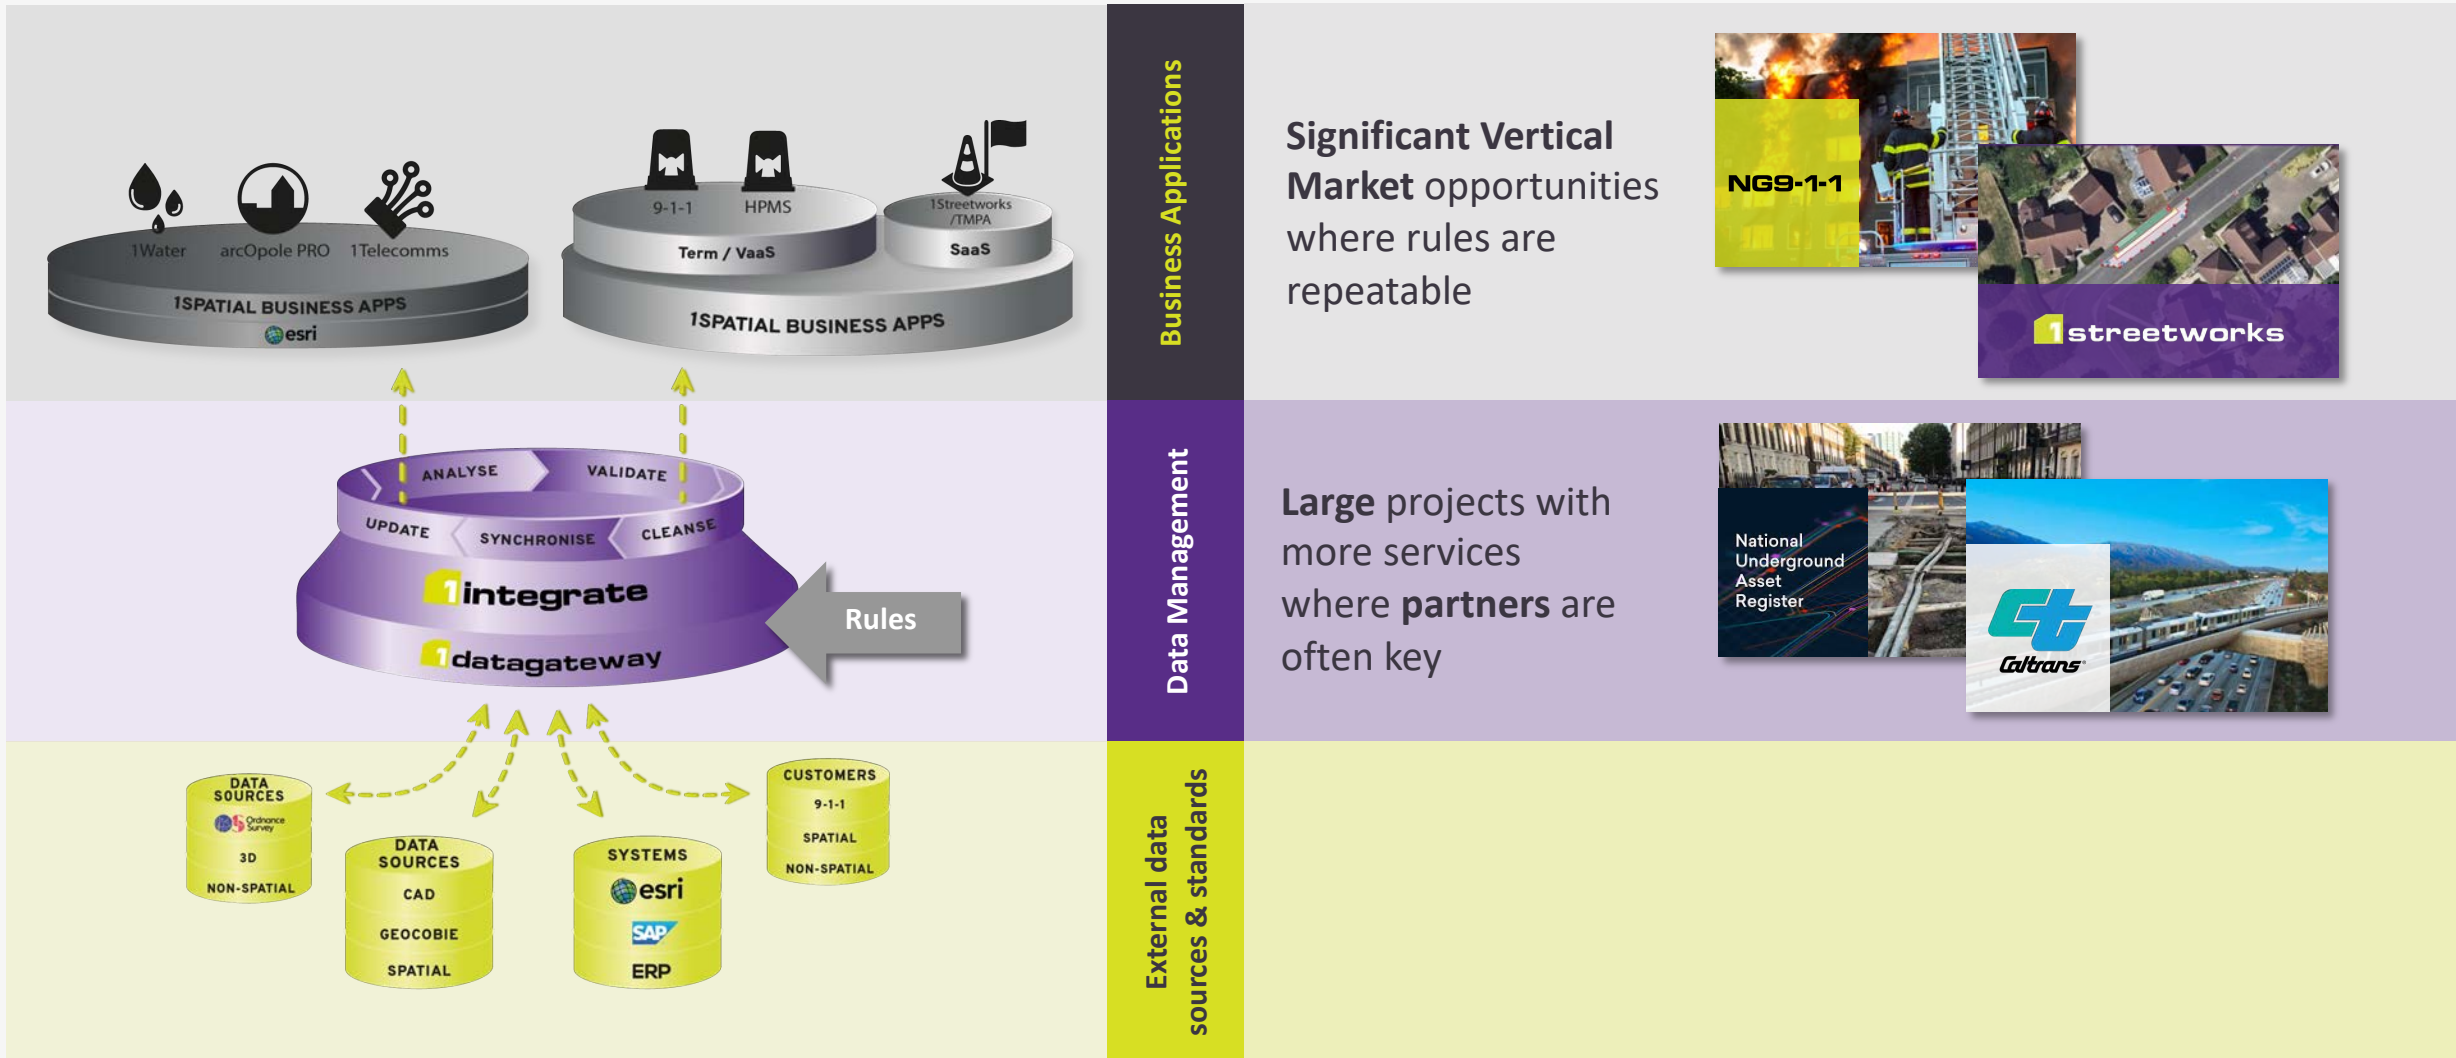 1Water
arcOpole PRO
1Telecomms
1SPATIAL BUSINESS APPS
esri
9-1-1
HPMS
Term / VaaS
1Streetworks
/TMPA
SaaS
1SPATIAL BUSINESS APPS
Business Applications
Significant Vertical
Market opportunities
where rules are
repeatable
NG9-1-1
1streetworks
ANALYSE
VALIDATE
UPDATE
SYNCHRONISE
CLEANSE
1integrate
1datagateway
Rules
Data Management
Large projects with
more services
where partners are
often key
National
Underground
Asset
Register
ct
Caltrans
DATA
SOURCES
Ordnance
Survey
3D
NON-SPATIAL
DATA
SOURCES
CAD
GEOCOBIE
SPATIAL
SYSTEMS
esri
SAP
ERP
CUSTOMERS
9-1-1
SPATIAL
NON-SPATIAL
External data
sources & standards